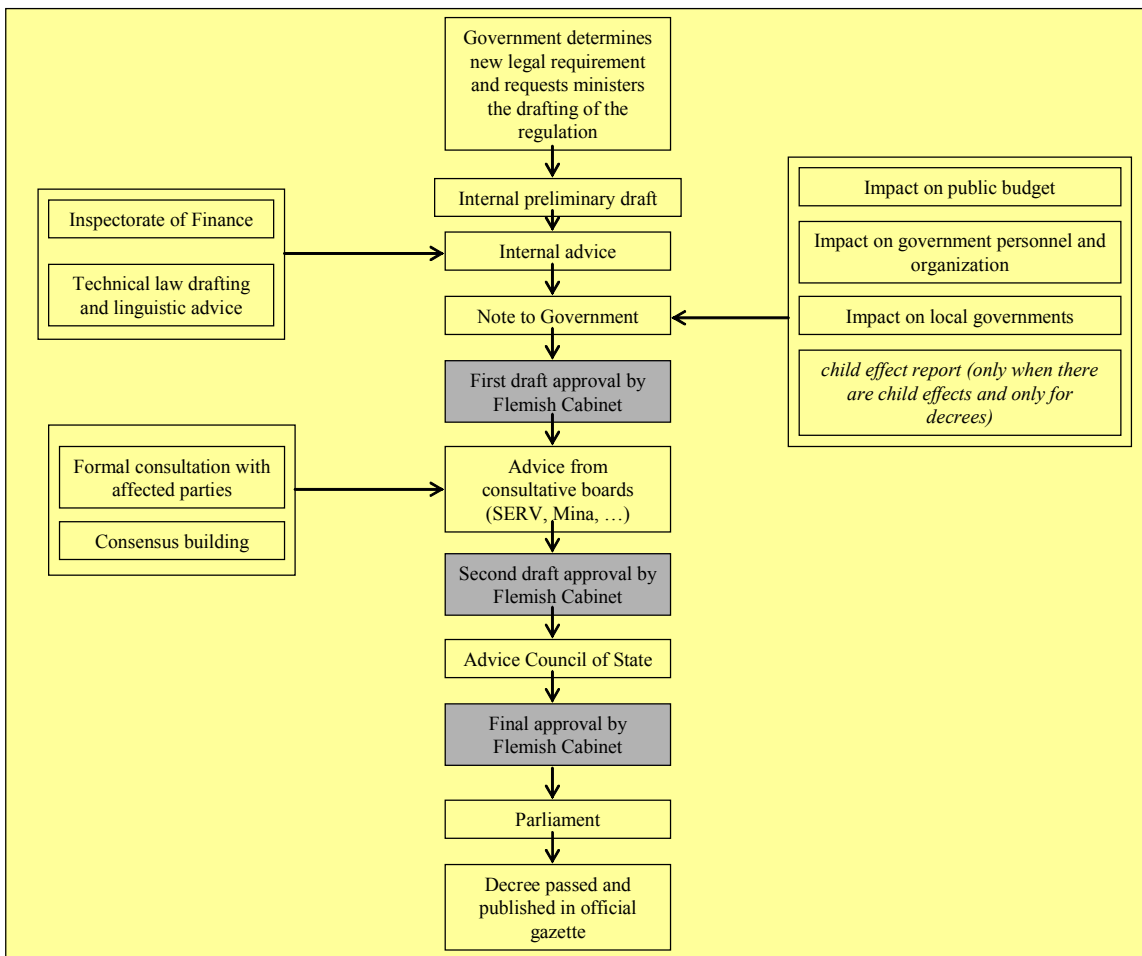 Government determines
new legal requirement
and requests ministers
the drafting of the
regulation
Internal preliminary draft
Inspectorate of Finance
Technical law drafting
and linguistic advice
Internal advice
Impact on public budget
Impact on government personnel and
organization
Impact on local governments
child effect report (only when there
are child effects and only for
decrees)
Note to Government
First draft approval by
Flemish Cabinet
Formal consultation with
affected parties
Consensus building
Advice from
consultative boards
(SERV, Mina, …)
Second draft approval by
Flemish Cabinet
Advice Council of State
Final approval by
Flemish Cabinet
Parliament
Decree passed and
published in official
gazette